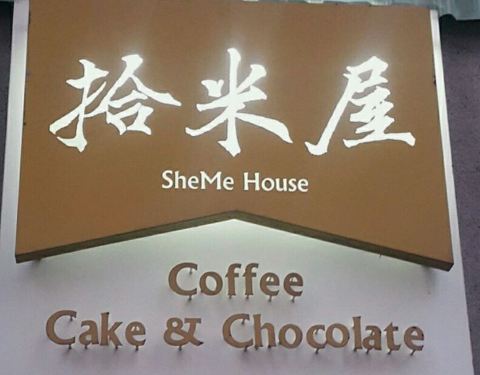 拾米屋
SheMe House
Coffee
Cake & Chocolate